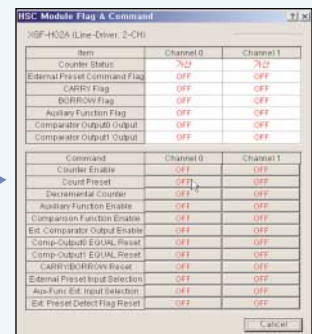 HSC Module Flag & Command
XGF-HO2A (Line-Driver, 2-CH)
Item Channel 0 Channel 1
Counter Status 가산 가산
External Preset Command Flag OFF OFF
CARRY Flag OFF OFF
BORROW Flag OFF OFF
Auxiliary Function Flag OFF OFF
Comparator Output0 Output OFF OFF
Comparator Output1 Output OFF OFF
Command Channel 0 Channel 1
Counter Enable OFF OFF
Count Preset OFF OFF
Decremental Counter OFF OFF
Auxiliary Function Enable OFF OFF
Comparison Function Enable OFF OFF
Ext. Comparator Output Enable OFF OFF
Comp-Output0 EQUAL Reset OFF OFF
Comp-Output1 EQUAL Reset OFF OFF
CARRY/BORROW Reset OFF OFF
External Preset Input Selection OFF OFF
Aux-Func Ext. Input Selection OFF OFF
Ext. Preset Detect Flag Reset OFF OFF
Cancel